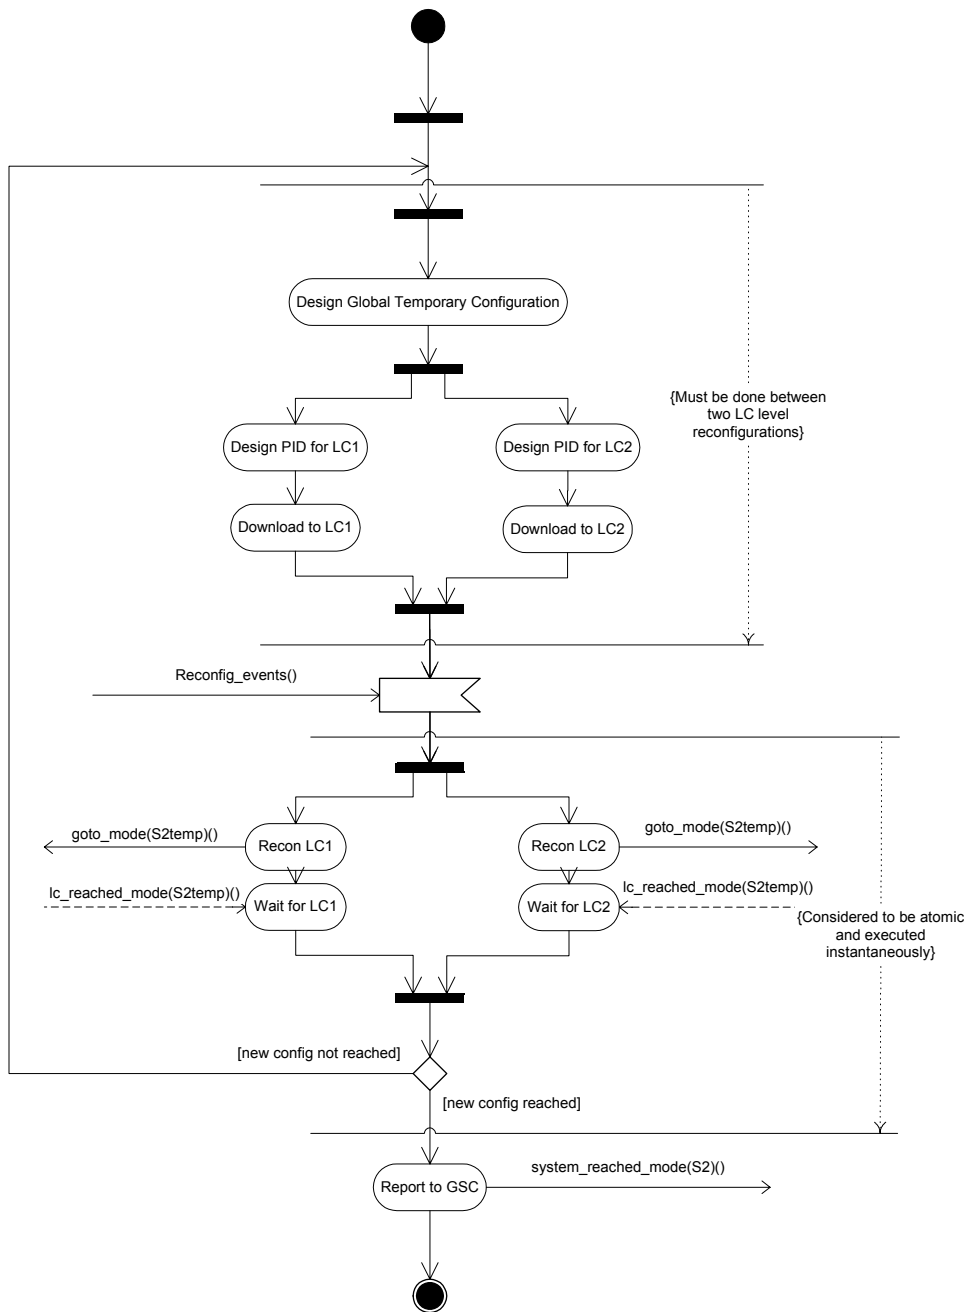 Design Global Temporary Configuration
{Must be done between
two LC level
reconfigurations}
Design PID for LC1
Design PID for LC2
Download to LC1
Download to LC2
Reconfig_events()
goto_mode(S2temp)()
Recon LC1
Recon LC2
goto_mode(S2temp)()
lc_reached_mode(S2temp)()
Wait for LC1
Wait for LC2
lc_reached_mode(S2temp)()
{Considered to be atomic
and executed
instantaneously}
[new config not reached]
[new config reached]
Report to GSC
system_reached_mode(S2)()